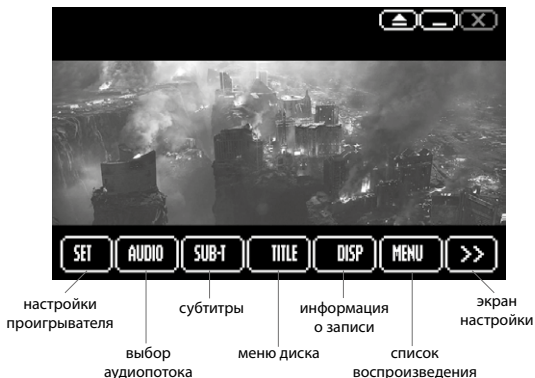 SET AUDIO SUB-T TITLE DISP MENU >>
настройки
проигрывателя
выбор
аудиопотока
субтитры
меню диска
информация
о записи
список
воспроизведения
экран
настройки